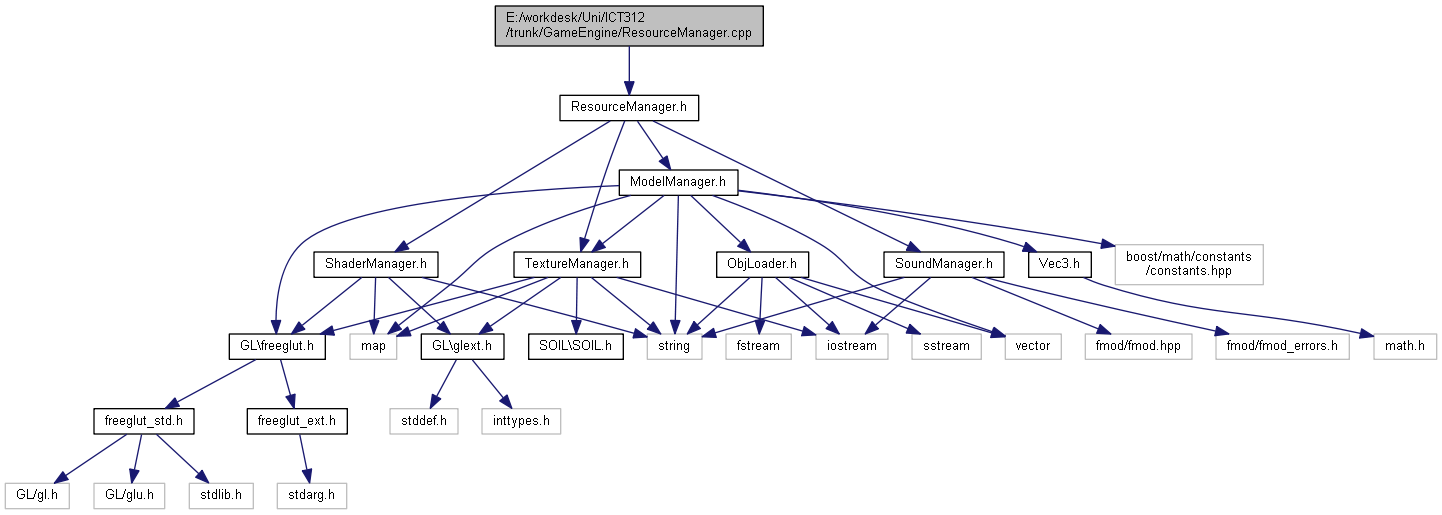 E:/workdesk/Uni/ICT312
/trunk/GameEngine/ResourceManager.cpp
ResourceManager.h
ModelManager.h
ShaderManager.h
TextureManager.h
ObjLoader.h
SoundManager.h
Vec3.h
boost/math/constants
/constants.hpp
GL\freeglut.h
map
GL\glext.h
SOIL\SOIL.h
string
fstream
iostream
sstream
vector
fmod/fmod.hpp
fmod/fmod_errors.h
math.h
freeglut_std.h
freeglut_ext.h
stddef.h
inttypes.h
GL/gl.h
GL/glu.h
stdlib.h
stdarg.h